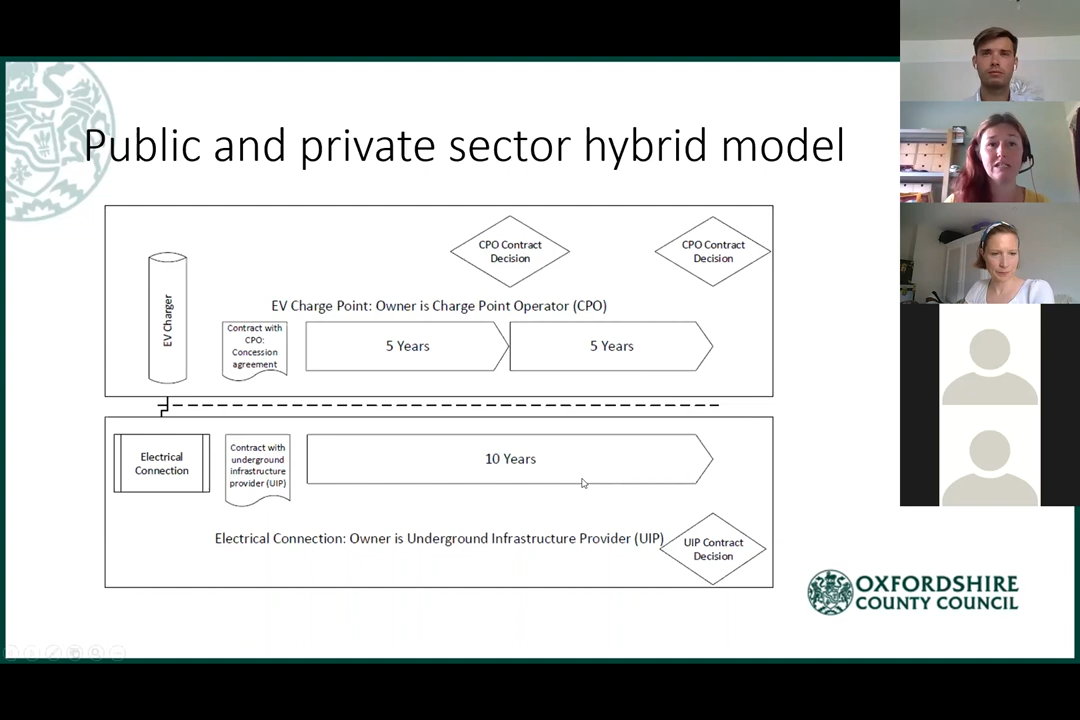 Public and private sector hybrid model
CPO Contract
Decision
CPO Contract
Decision
EV Charger
EV Charge Point: Owner is Charge Point Operator (CPO)
Contract with
CPO:
Concession
agreement
5 Years
5 Years
Electrical
Connection
Contract with
underground
infrastructure
provider (UIP)
10 Years
Electrical Connection: Owner is Underground Infrastructure Provider (UIP)
UIP Contract
Decision
OXFORDSHIRE
COUNTY COUNCIL